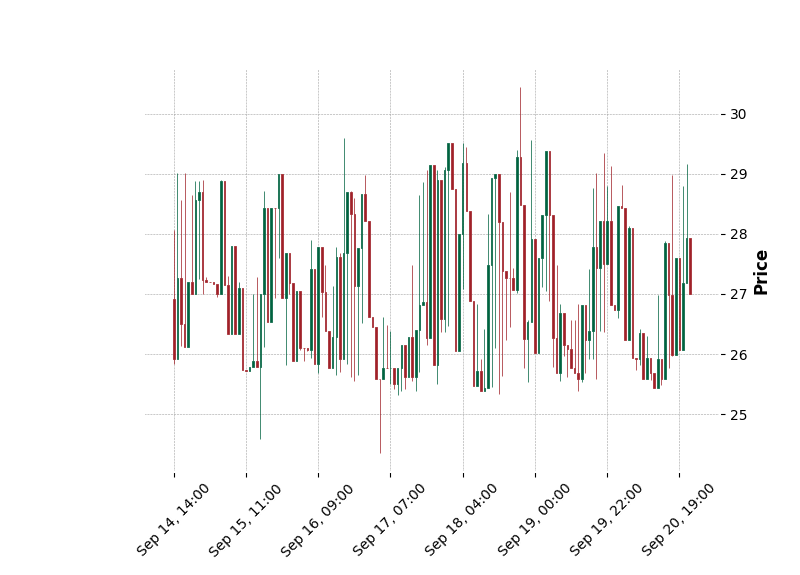 30
29
28
27
26
25
Price
Sep 14, 14:00
Sep 15, 11:00
Sep 16, 09:00
Sep 17, 07:00
Sep 18, 04:00
Sep 19, 00:00
Sep 19, 22:00
Sep 20, 19:00